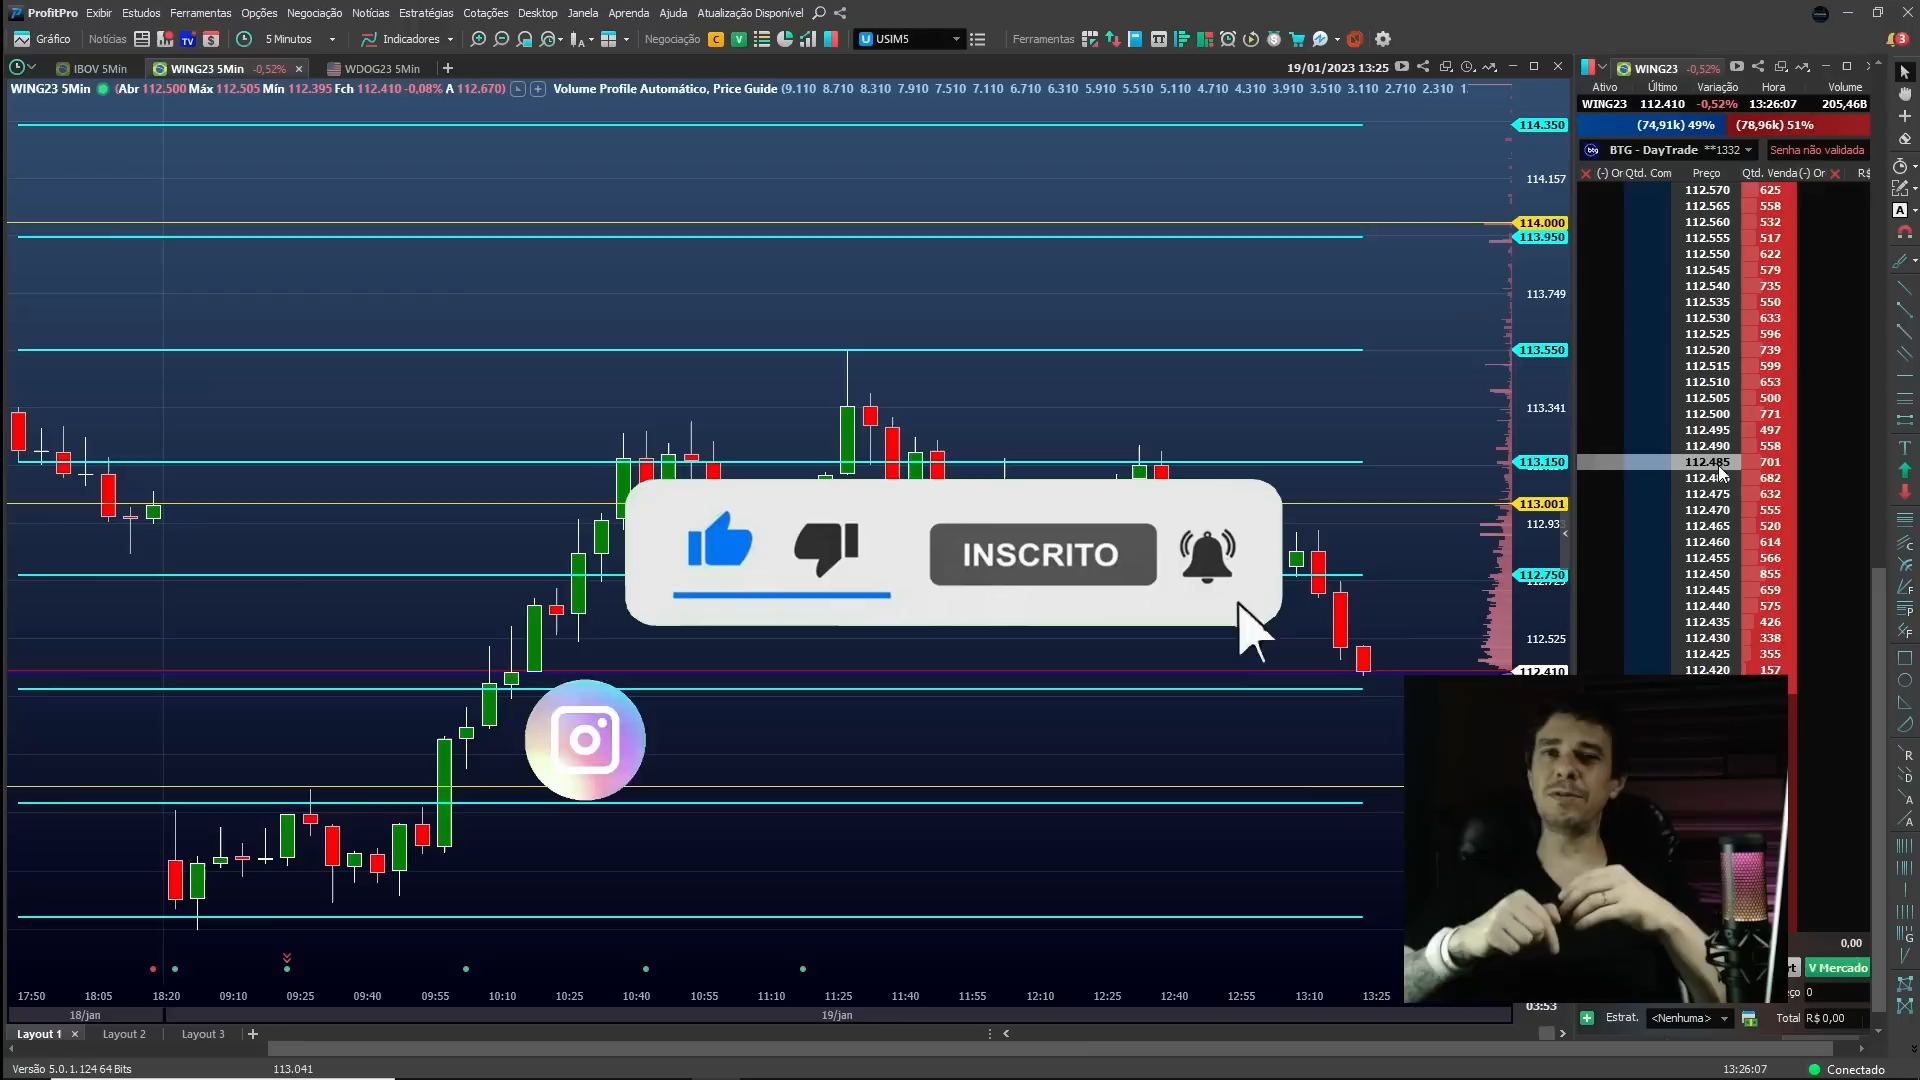 ProfitPro Exibir Estudos Ferramentas Opções Negociação Notícias Estratégias Cotações Desktop Janela Aprenda Ajuda Atualização Disponível
Gráfico Notícias TV 5 Minutos Indicadores Negociação C V USIM5 Ferramentas 3
IBOV 5Min WING23 5Min -0,52% WDOG23 5Min 19/01/2023 13:25
WING23 5Min (Abr 112.500 Máx 112.505 Mín 112.395 Fch 112.410 -0,08% A 112.670) Volume Profile Automático, Price Guide (9.110 8.710 8.310 7.910 7.510 7.110 6.710 6.310 5.910 5.510 5.110 4.710 4.310 3.910 3.510 3.110 2.710 2.310 1.
114.350
114.157
114.000
113.950
113.749
113.550
113.341
113.150
113.001
112.933
112.750
112.525
112.410
INSCRITO
17:50 18:05 18:20 09:10 09:25 09:40 09:55 10:10 10:25 10:40 10:55 11:10 11:25 11:40 11:55 12:10 12:25 12:40 12:55 13:10 13:25
18/jan 19/jan 03:53
Layout 1 Layout 2 Layout 3
Versão 5.0.1.124 64 Bits 113.041 13:26:07 Conectado
WING23 -0,52%
Ativo Último Variação Hora Volume
WING23 112.410 -0,52% 13:26:07 205,46B
(74,91k) 49% (78,96k) 51%
btg BTG - DayTrade **1332 Senha não validada
(-) Or Qtd. Com Preço Qtd. Venda (-) Or R$
112.570 625
112.565 558
112.560 532
112.555 517
112.550 622
112.545 579
112.540 735
112.535 550
112.530 633
112.525 596
112.520 739
112.515 599
112.510 653
112.505 500
112.500 771
112.495 497
112.490 558
112.485 701
682
112.475 632
112.470 555
112.465 520
112.460 614
112.455 566
112.450 855
112.445 659
112.440 575
112.435 426
112.430 338
112.425 355
112.420 157
0,00
V Mercado
0
Estrat. <Nenhuma> Total R$ 0,00